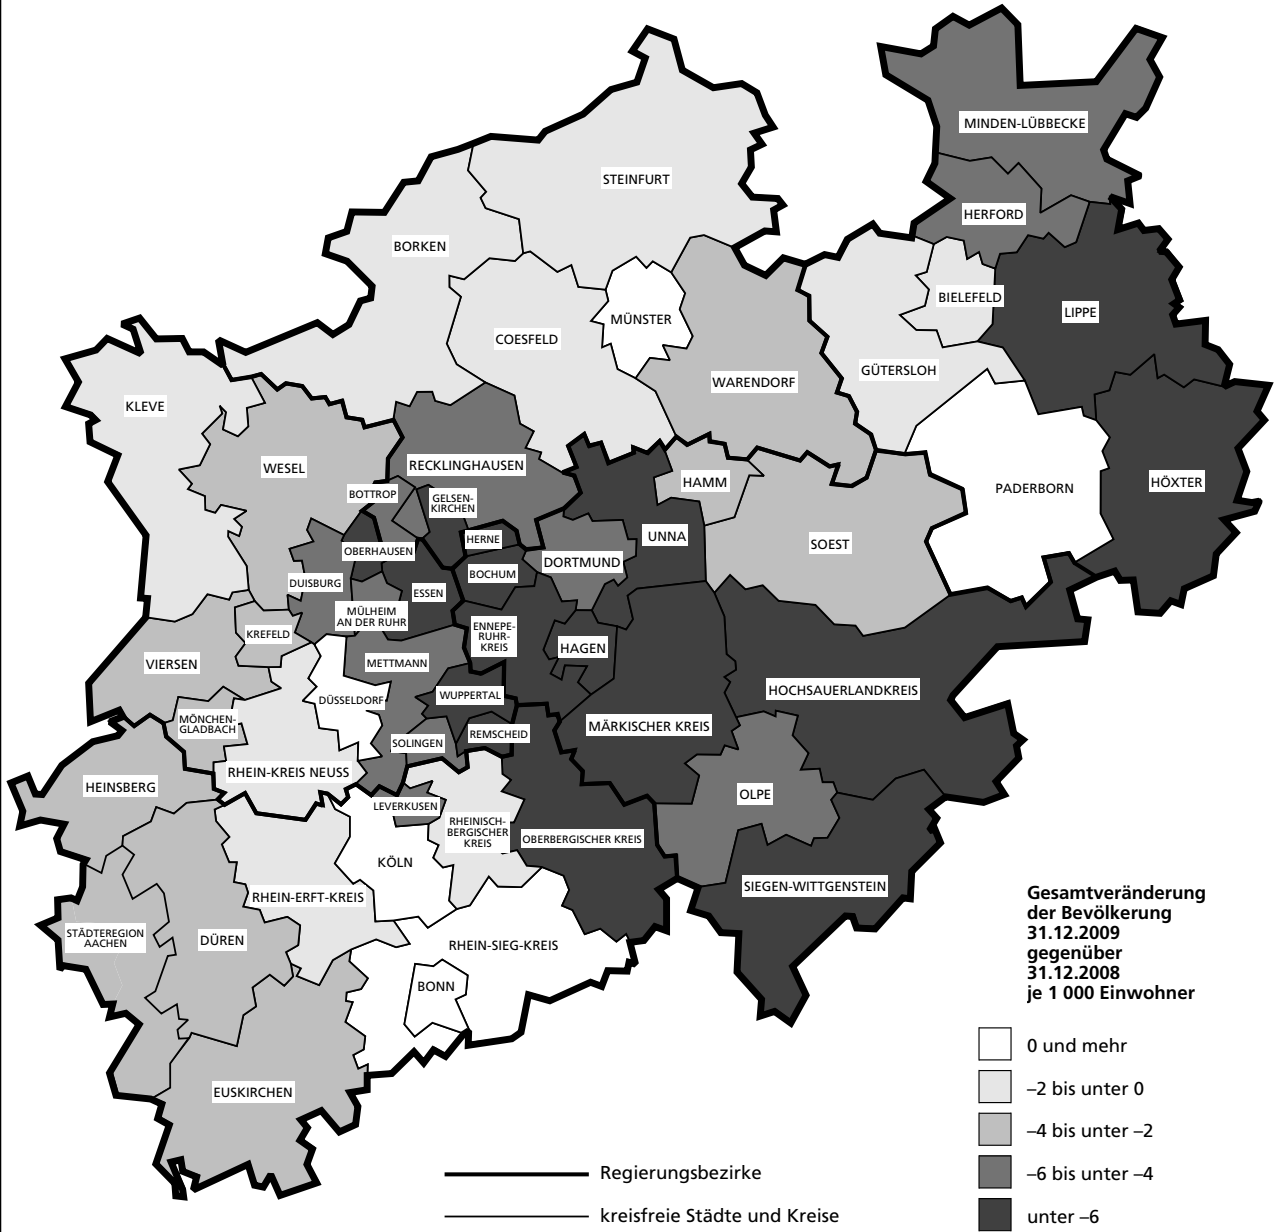 MINDEN-LÜBBECKE
STEINFURT
HERFORD
BORKEN
BIELEFELD
LIPPE
MÜNSTER
COESFELD
GÜTERSLOH
WARENDORF
KLEVE
RECKLINGHAUSEN
WESEL
HAMM
HÖXTER
PADERBORN
BOTTROP
GELSEN-
KIRCHEN
UNNA
HERNE
SOEST
OBERHAUSEN
DORTMUND
BOCHUM
DUISBURG
ESSEN
MÜLHEIM
AN DER RUHR
ENNEPE-
RUHR-
KREIS
KREFELD
HAGEN
VIERSEN
METTMANN
HOCHSAUERLANDKREIS
WUPPERTAL
DÜSSELDORF
MÖNCHEN-
GLADBACH
MÄRKISCHER KREIS
REMSCHEID
SOLINGEN
RHEIN-KREIS NEUSS
HEINSBERG
OLPE
LEVERKUSEN
RHEINISCH-
BERGISCHER
KREIS
OBERBERGISCHER KREIS
KÖLN
SIEGEN-WITTGENSTEIN
RHEIN-ERFT-KREIS
STÄDTEREGION
AACHEN
DÜREN
RHEIN-SIEG-KREIS
BONN
EUSKIRCHEN
Gesamtveränderung
der Bevölkerung
31.12.2009
gegenüber
31.12.2008
je 1 000 Einwohner
0 und mehr
–2 bis unter 0
–4 bis unter –2
–6 bis unter –4
unter –6
Regierungsbezirke
kreisfreie Städte und Kreise